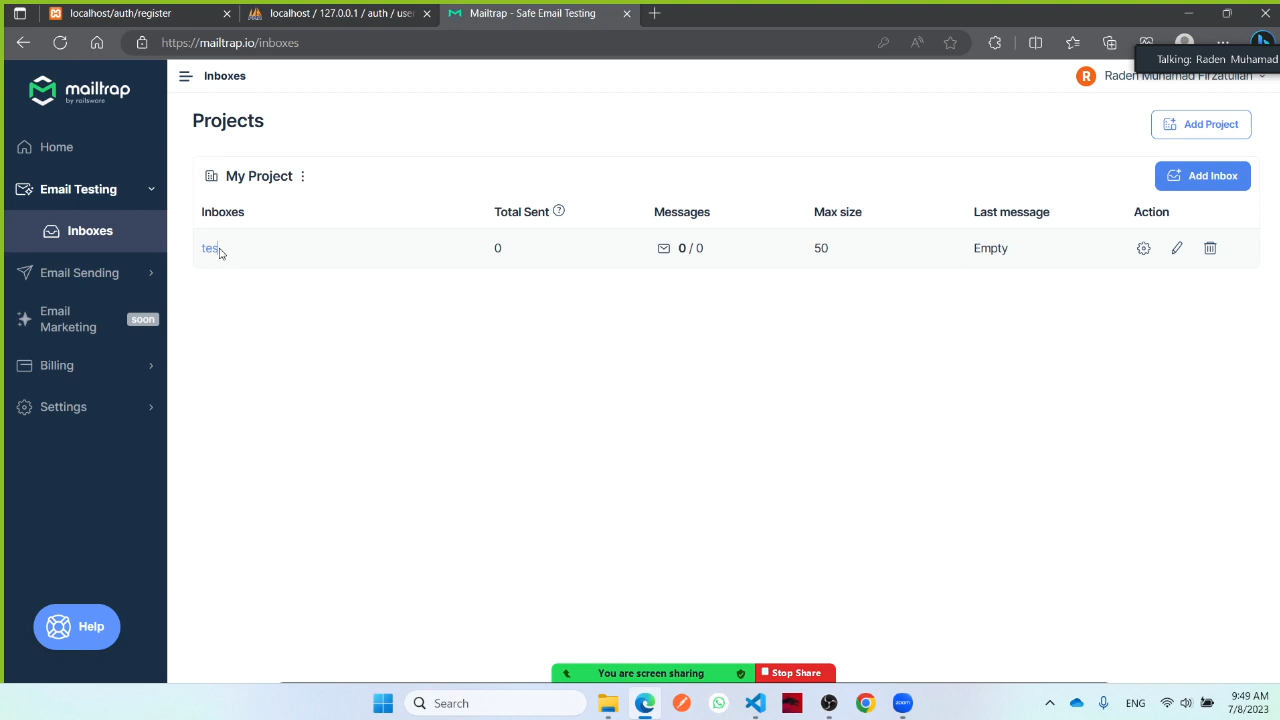 localhost/auth/register
localhost / 127.0.0.1 / auth / use
Mailtrap - Safe Email Testing
https://mailtrap.io/inboxes
Talking: Raden Muhamad
mailtrap
by railsware
Inboxes
R
Raden Muhamad Firzatullah
Home
Email Testing
Inboxes
Email Sending
Email
Marketing
soon
Billing
Settings
Help
Projects
Add Project
My Project
Add Inbox
Inboxes
Total Sent
Messages
Max size
Last message
Action
tes
0
0 / 0
50
Empty
You are screen sharing
Stop Share
Search
zoom
ENG
9:49 AM
7/8/2023